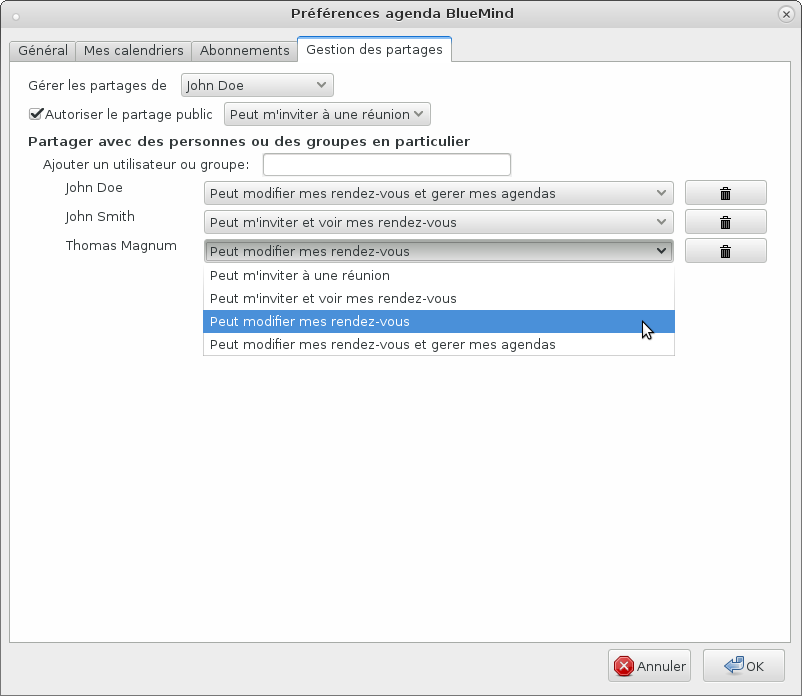 Préférences agenda BlueMind
Général Mes calendriers Abonnements Gestion des partages
Gérer les partages de John Doe
Autoriser le partage public Peut m'inviter à une réunion
Partager avec des personnes ou des groupes en particulier
Ajouter un utilisateur ou groupe:
John Doe Peut modifier mes rendez-vous et gerer mes agendas
John Smith Peut m'inviter et voir mes rendez-vous
Thomas Magnum Peut modifier mes rendez-vous
Peut m'inviter à une réunion
Peut m'inviter et voir mes rendez-vous
Peut modifier mes rendez-vous
Peut modifier mes rendez-vous et gerer mes agendas
Annuler OK